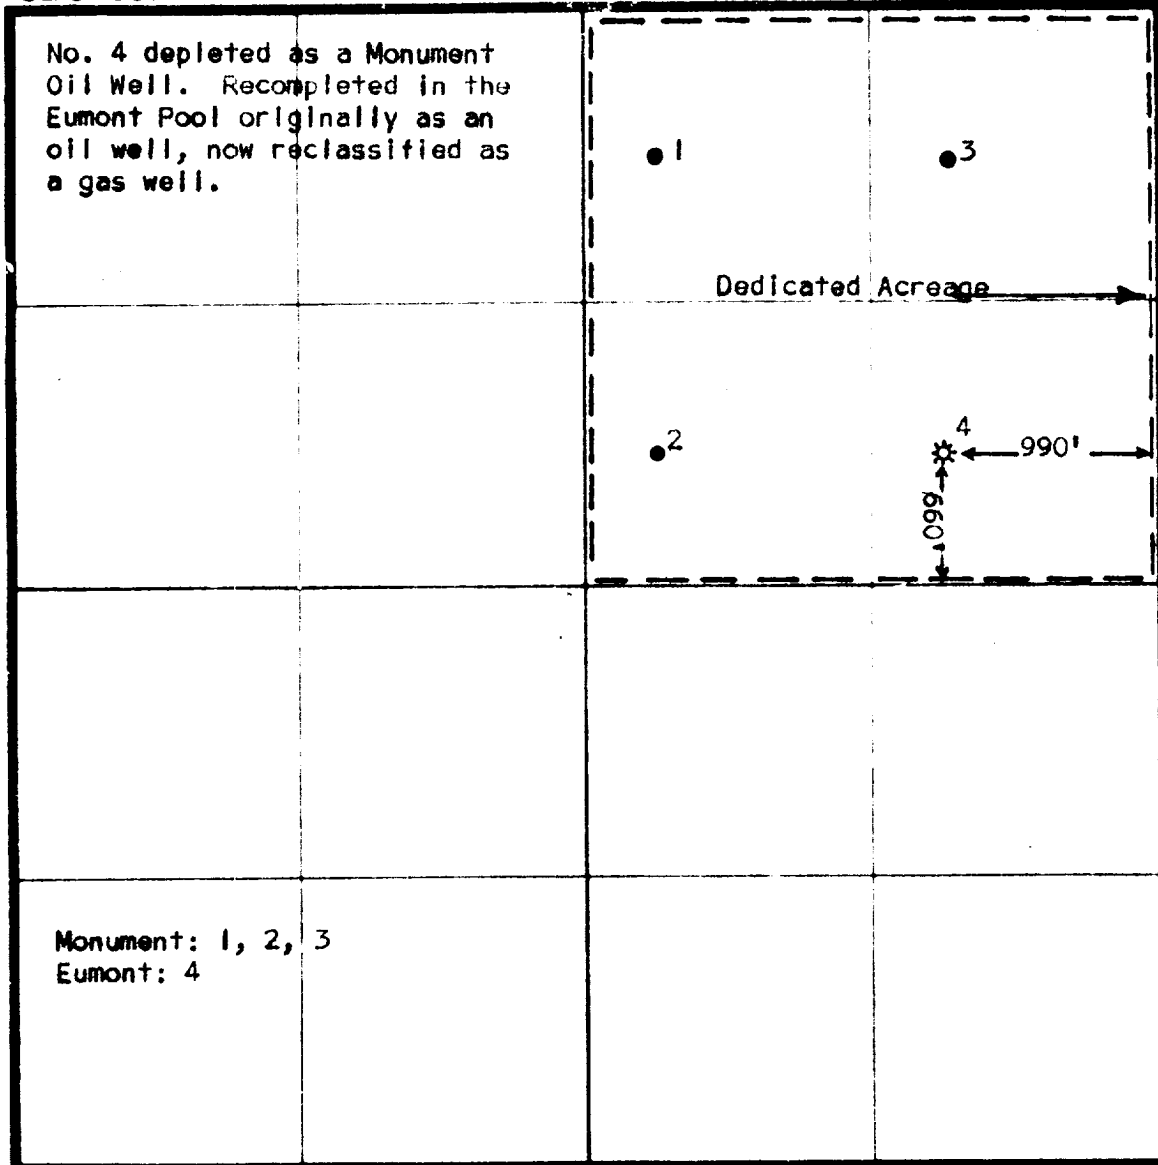 No. 4 depleted as a Monument
Oil Well. Recompleted in the
Eumont Pool originally as an
oil well, now reclassified as
a gas well.
1
3
Dedicated Acreage
2
4
990'
660'
Monument: 1, 2, 3
Eumont: 4